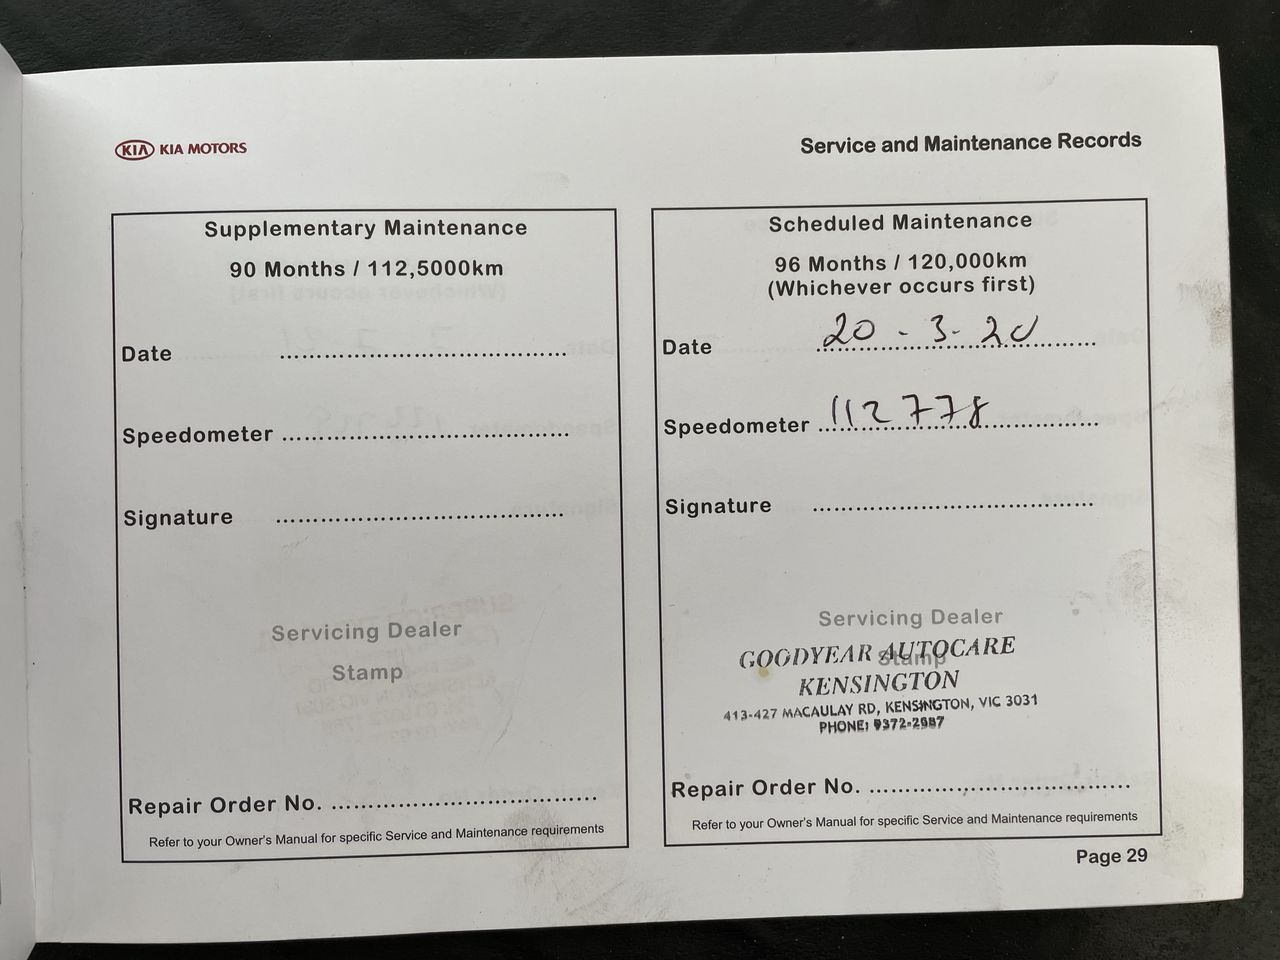 KIA KIA MOTORS
Service and Maintenance Records
Supplementary Maintenance
90 Months / 112,5000km
Date ........................................
Speedometer ........................................
Signature ........................................
Servicing Dealer
Stamp
Repair Order No. ........................................
Refer to your Owner's Manual for specific Service and Maintenance requirements
Scheduled Maintenance
96 Months / 120,000km
(Whichever occurs first)
Date 20-3-20
Speedometer 112778
Signature ........................................
Servicing Dealer
Stamp
GOODYEAR AUTOCARE
KENSINGTON
413-427 MACAULAY RD, KENSINGTON, VIC 3031
PHONE: 9372-2987
Repair Order No. ........................................
Refer to your Owner's Manual for specific Service and Maintenance requirements
Page 29